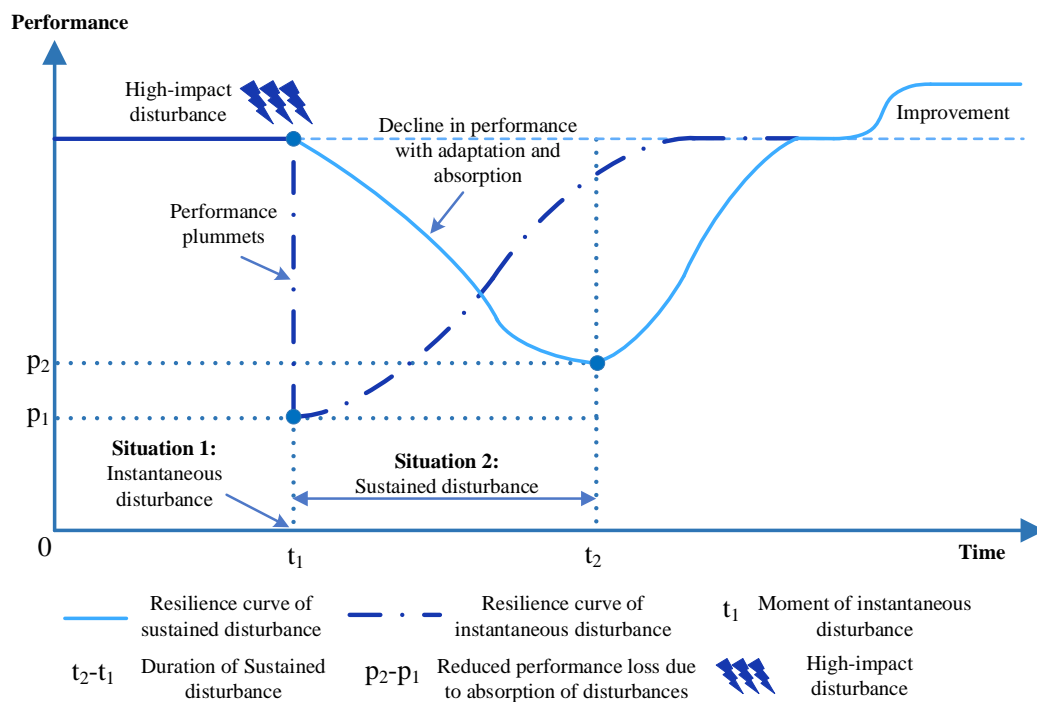 Performance
High-impact
disturbance
Improvement
Decline in performance
with adaptation and
absorption
Performance
plummets
p2
p1
Situation 1:
Instantaneous
disturbance
Situation 2:
Sustained disturbance
0
t1
t2
Time
Resilience curve of
sustained disturbance
Resilience curve of
instantaneous disturbance
t1
Moment of instantaneous
disturbance
t2-t1
Duration of Sustained
disturbance
p2-p1
Reduced performance loss due
to absorption of disturbances
High-impact
disturbance